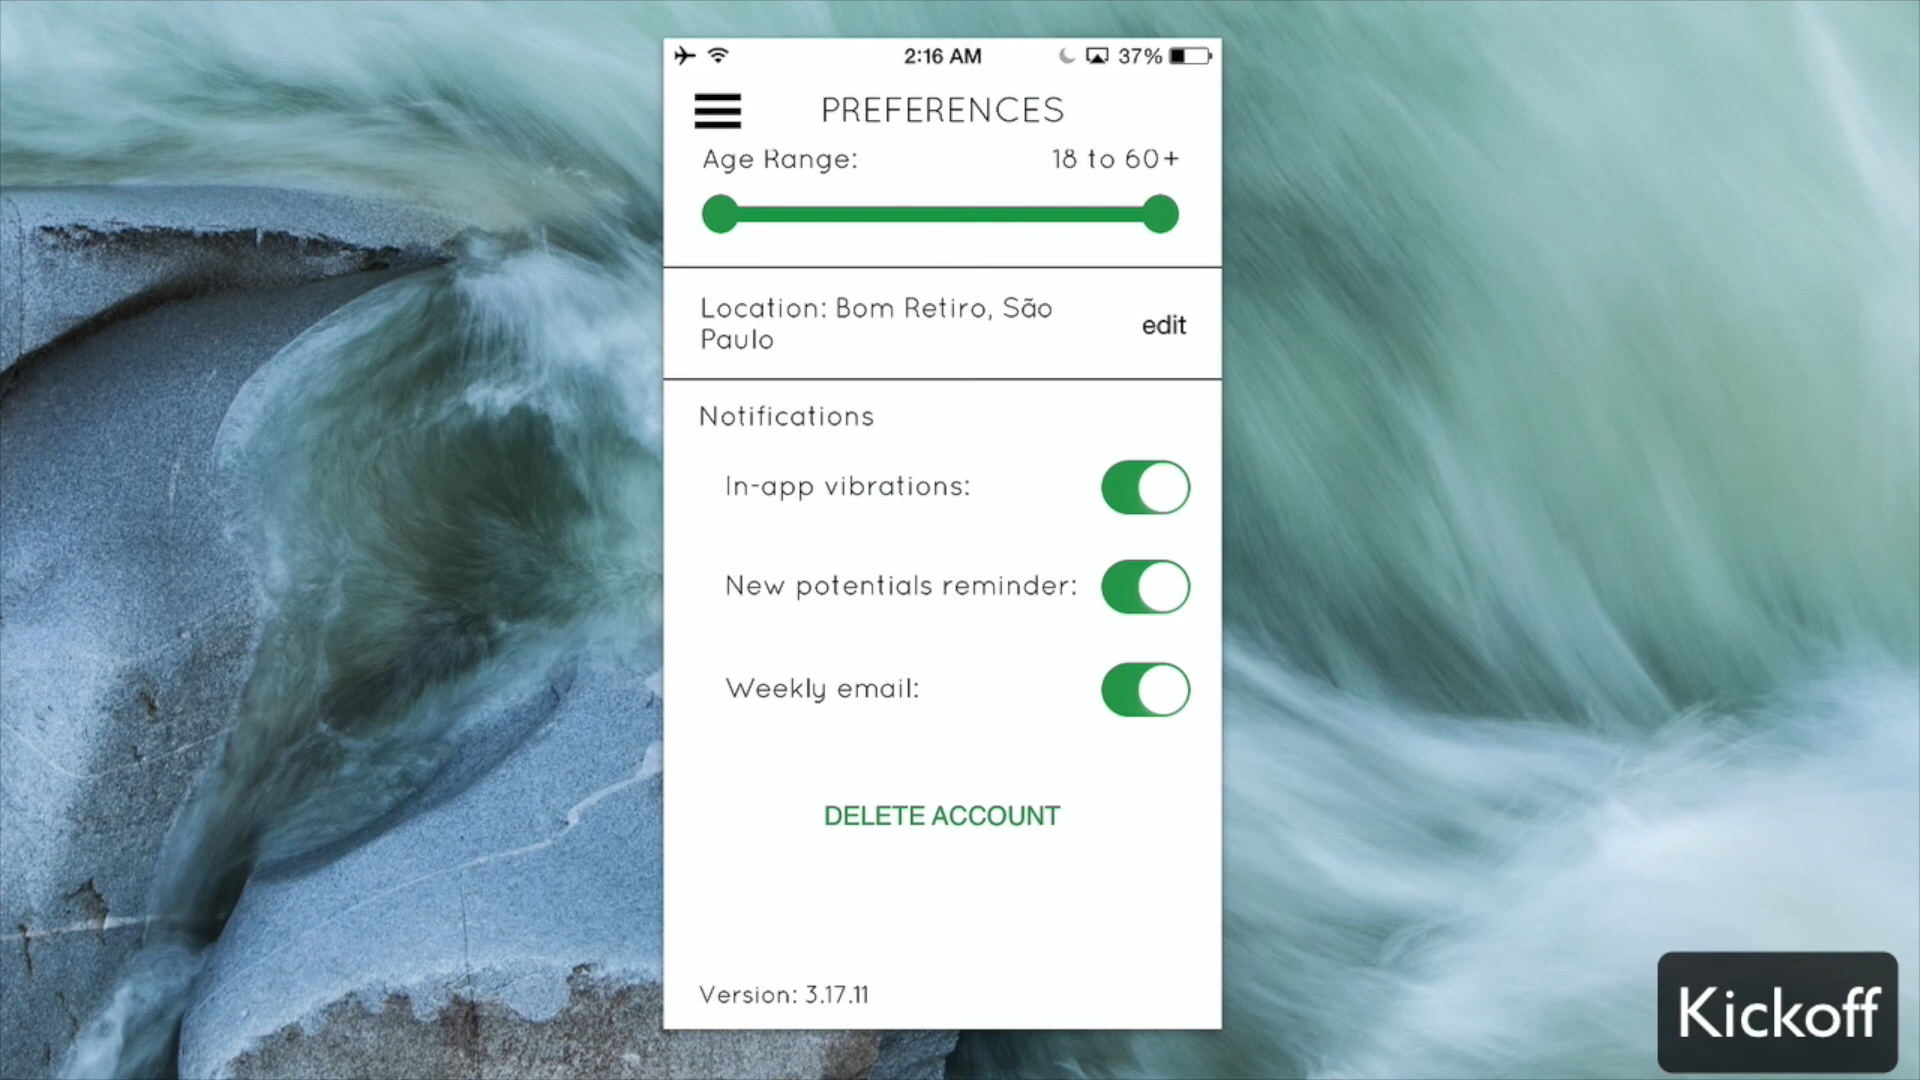 2:16 AM
37%
PREFERENCES
Age Range:
18 to 60+
Location: Bom Retiro, São
Paulo
edit
Notifications
In-app vibrations:
New potentials reminder:
Weekly email:
DELETE ACCOUNT
Version: 3.17.11
Kickoff